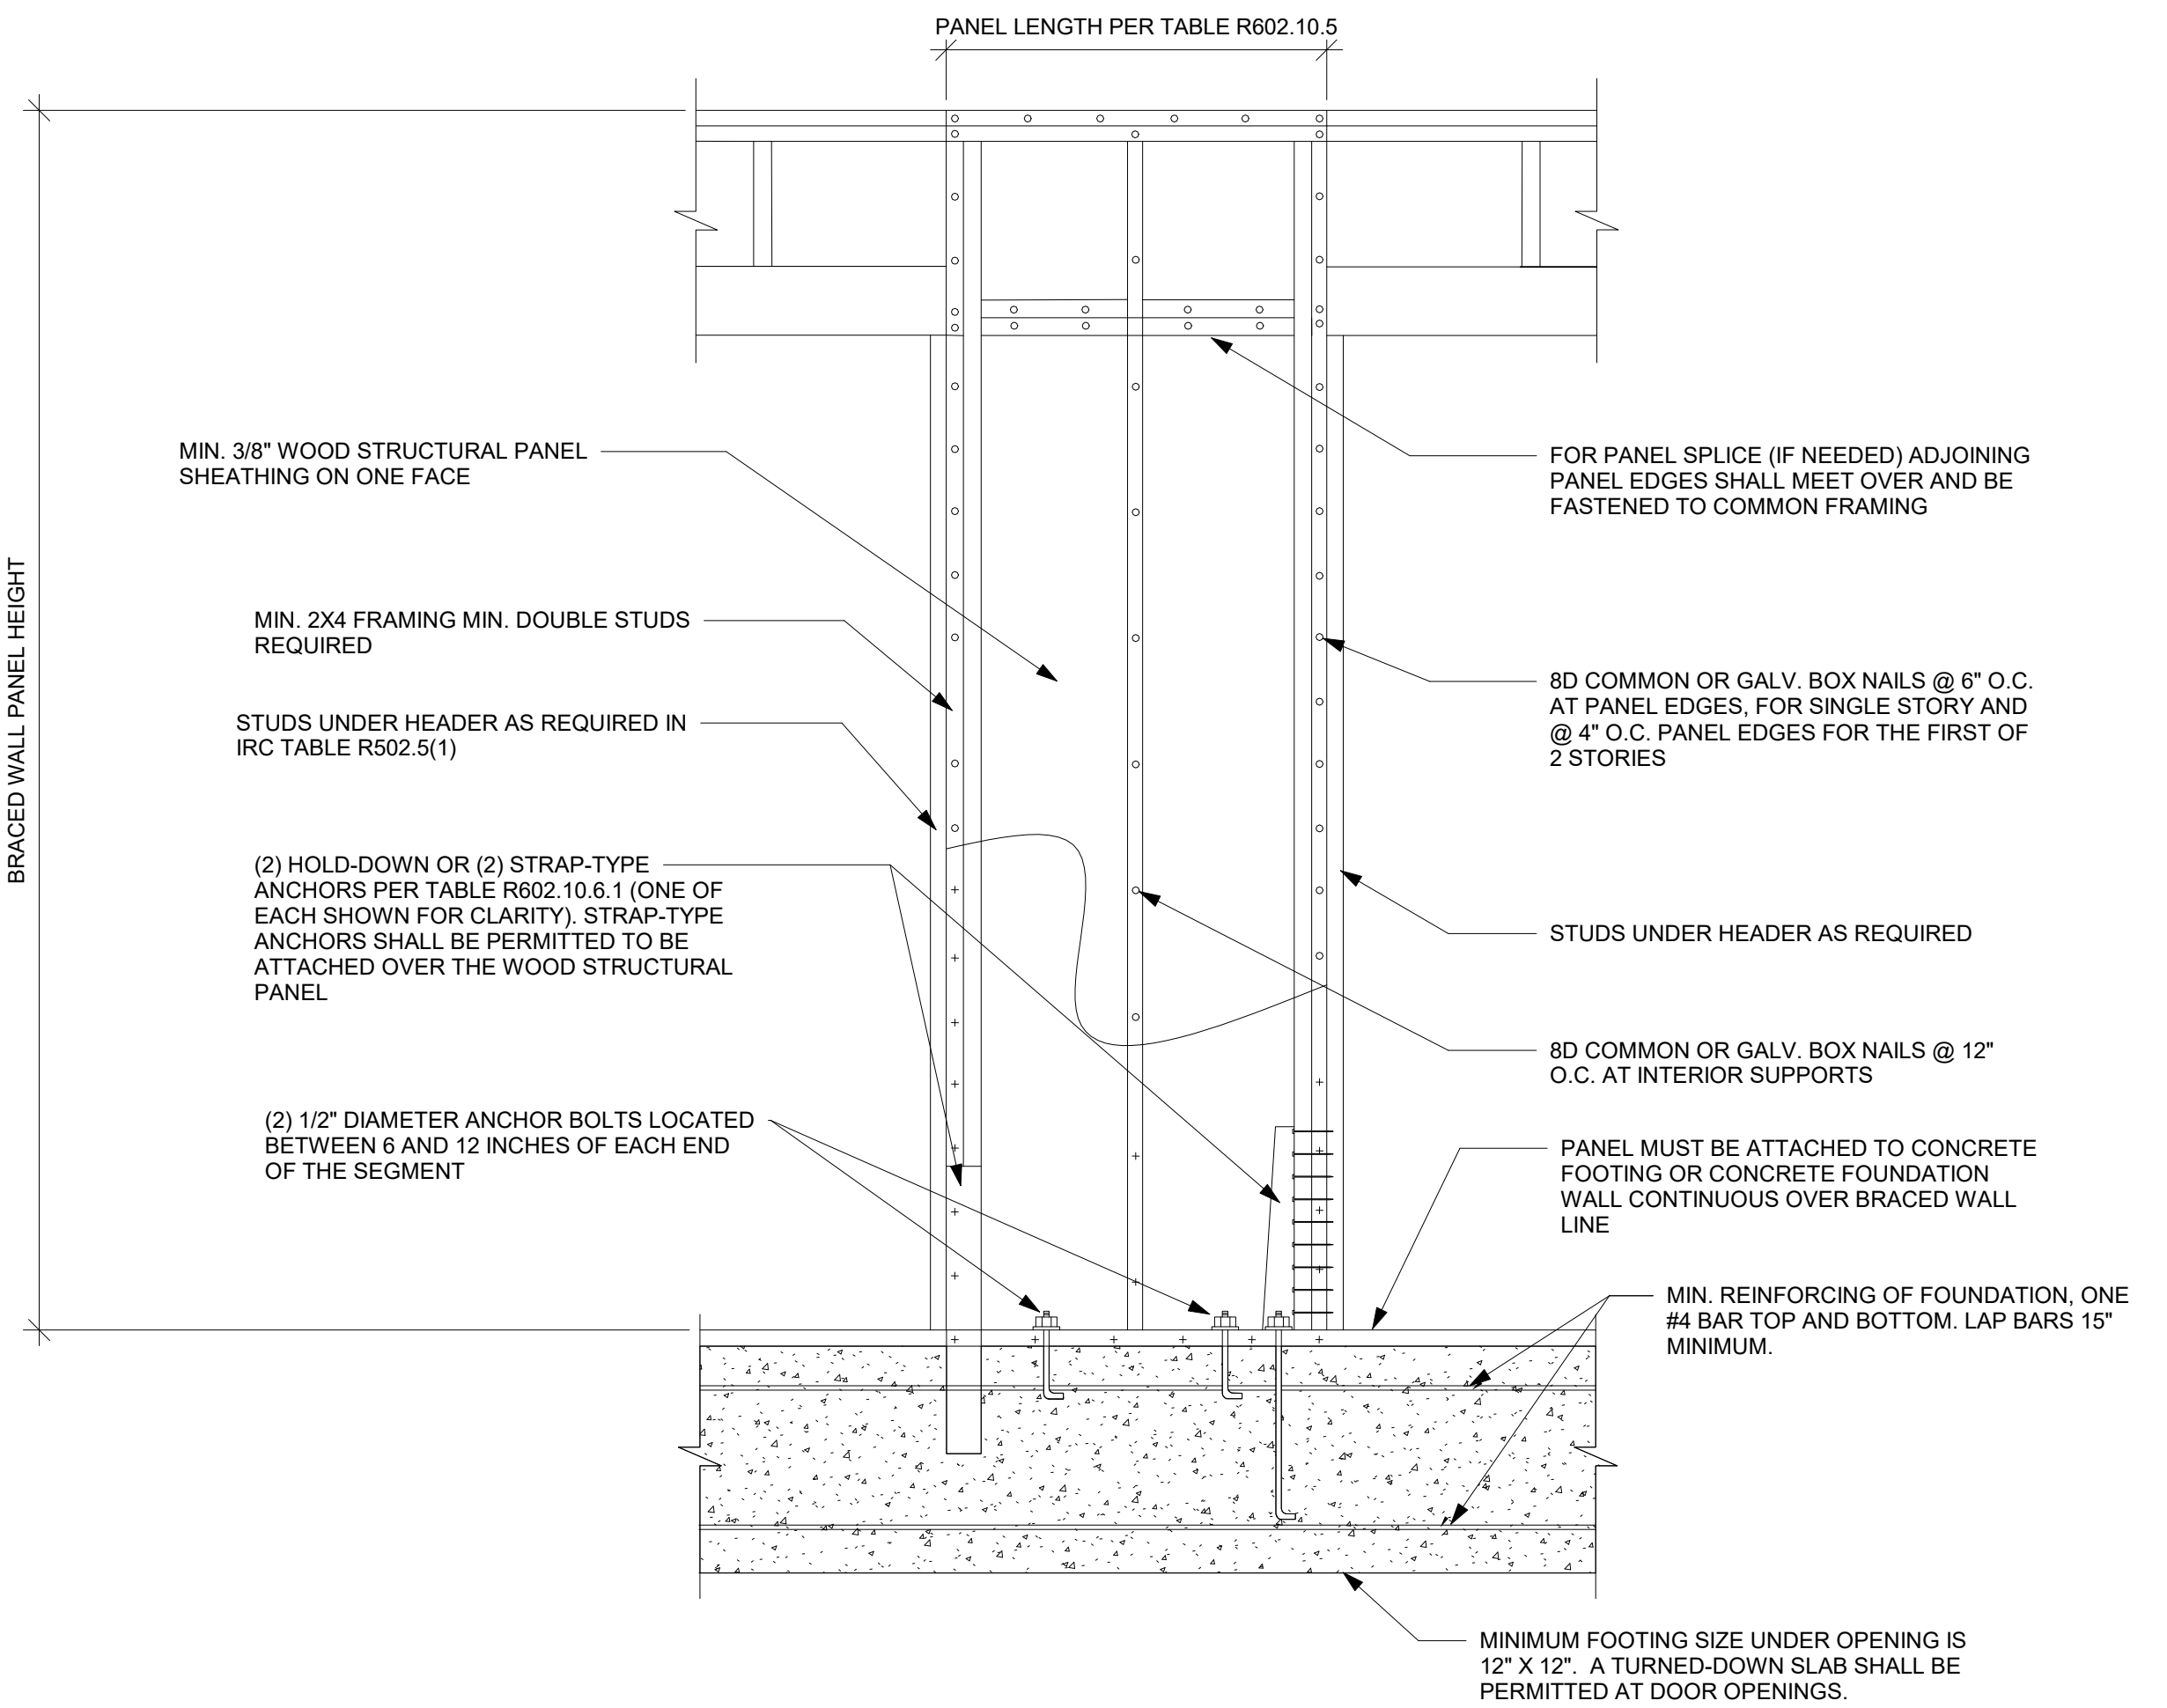 PANEL LENGTH PER TABLE R602.10.5
BRACED WALL PANEL HEIGHT
MIN. 3/8" WOOD STRUCTURAL PANEL
SHEATHING ON ONE FACE
MIN. 2X4 FRAMING MIN. DOUBLE STUDS
REQUIRED
STUDS UNDER HEADER AS REQUIRED IN
IRC TABLE R502.5(1)
(2) HOLD-DOWN OR (2) STRAP-TYPE
ANCHORS PER TABLE R602.10.6.1 (ONE OF
EACH SHOWN FOR CLARITY). STRAP-TYPE
ANCHORS SHALL BE PERMITTED TO BE
ATTACHED OVER THE WOOD STRUCTURAL
PANEL
(2) 1/2" DIAMETER ANCHOR BOLTS LOCATED
BETWEEN 6 AND 12 INCHES OF EACH END
OF THE SEGMENT
FOR PANEL SPLICE (IF NEEDED) ADJOINING
PANEL EDGES SHALL MEET OVER AND BE
FASTENED TO COMMON FRAMING
8D COMMON OR GALV. BOX NAILS @ 6" O.C.
AT PANEL EDGES, FOR SINGLE STORY AND
@ 4" O.C. PANEL EDGES FOR THE FIRST OF
2 STORIES
STUDS UNDER HEADER AS REQUIRED
8D COMMON OR GALV. BOX NAILS @ 12"
O.C. AT INTERIOR SUPPORTS
PANEL MUST BE ATTACHED TO CONCRETE
FOOTING OR CONCRETE FOUNDATION
WALL CONTINUOUS OVER BRACED WALL
LINE
MIN. REINFORCING OF FOUNDATION, ONE
#4 BAR TOP AND BOTTOM. LAP BARS 15"
MINIMUM.
MINIMUM FOOTING SIZE UNDER OPENING IS
12" X 12".  A TURNED-DOWN SLAB SHALL BE
PERMITTED AT DOOR OPENINGS.